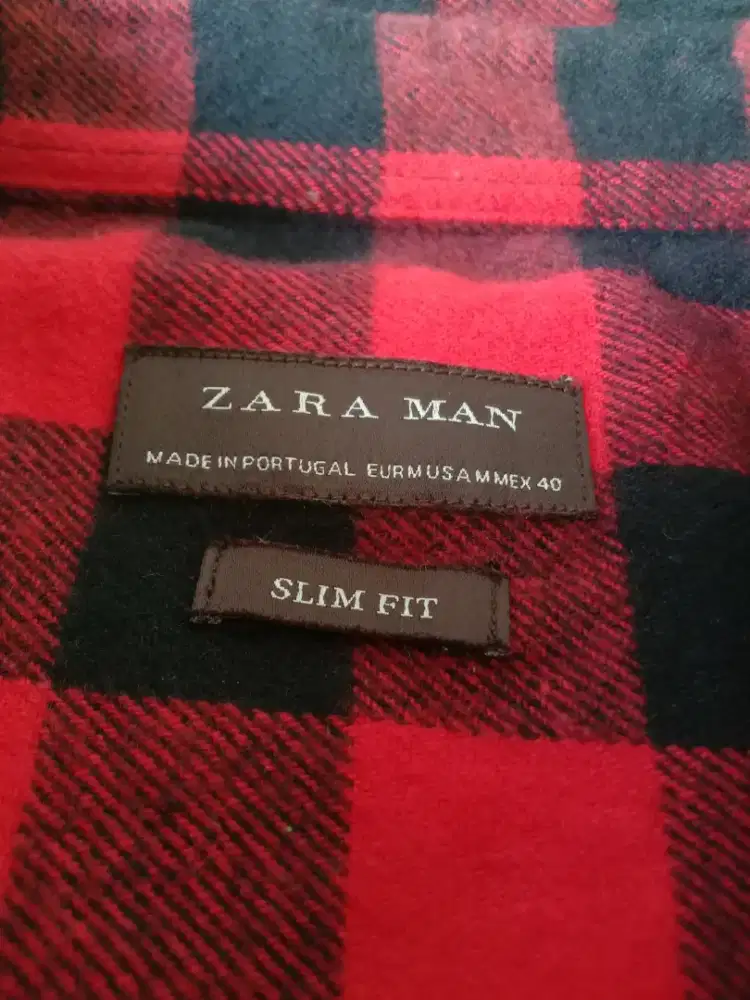 ZARA MAN
MADE IN PORTUGAL EUR M USA M MEX 40
SLIM FIT